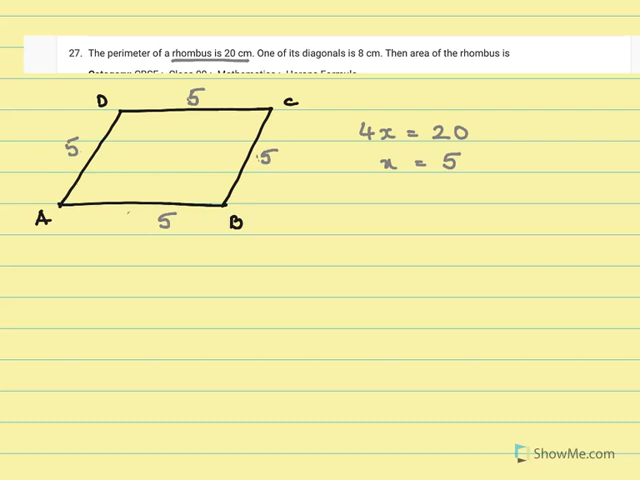 27. The perimeter of a rhombus is 20 cm. One of its diagonals is 8 cm. Then area of the rhombus is
D 5 C
4x = 20
5 5 x = 5
A 5 B
ShowMe.com